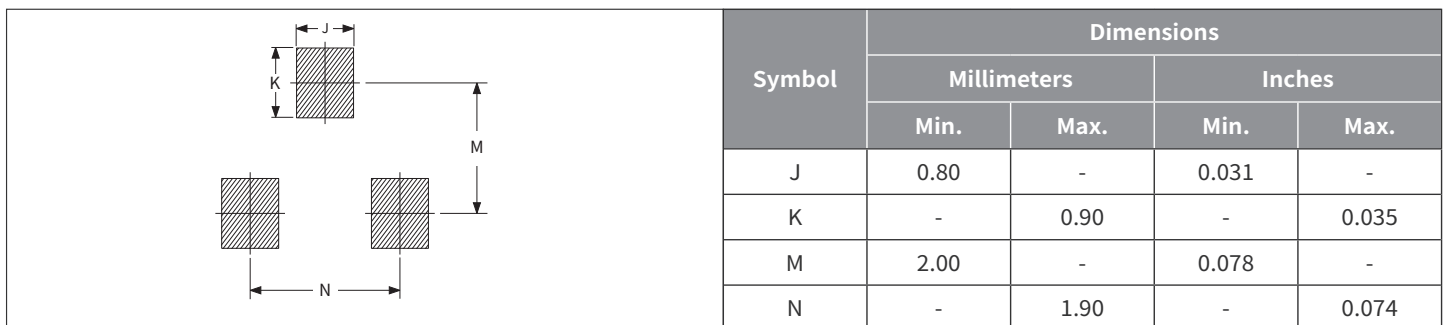 J
K
M
N
Symbol Dimensions
Millimeters Inches
Min. Max. Min. Max.
J 0.80 - 0.031 -
K - 0.90 - 0.035
M 2.00 - 0.078 -
N - 1.90 - 0.074